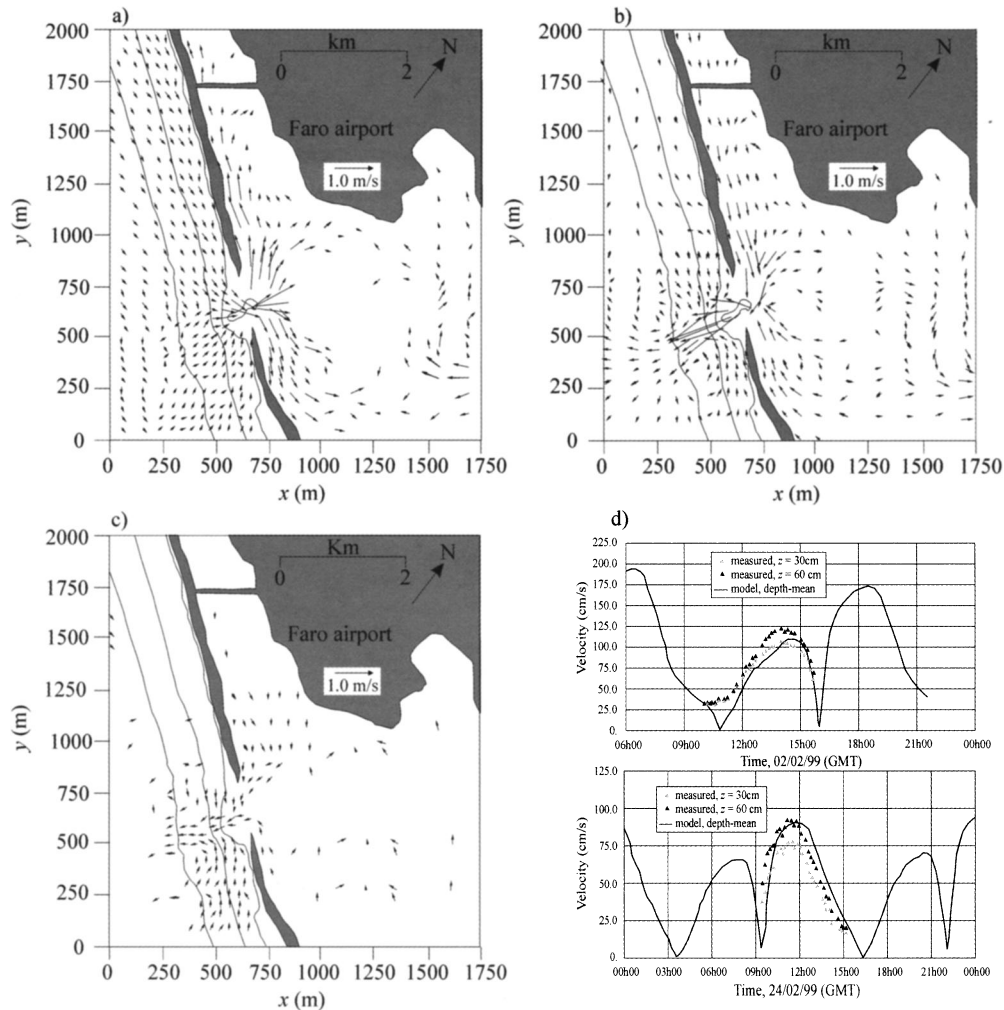 a)
2000
1750
1500
1250
1000
750
500
250
0
y (m)
0 250 500 750 1000 1250 1500 1750
x (m)
km
0 2
N
Faro airport
1.0 m/s
b)
2000
1750
1500
1250
1000
750
500
250
0
y (m)
0 250 500 750 1000 1250 1500 1750
x (m)
km
0 2
N
Faro airport
1.0 m/s
c)
2000
1750
1500
1250
1000
750
500
250
0
y (m)
0 250 500 750 1000 1250 1500 1750
x (m)
Km
0 2
N
Faro airport
1.0 m/s
d)
225.0
200.0
175.0
150.0
125.0
100.0
75.0
50.0
25.0
0.
Velocity (cm/s)
measured, z = 30cm
measured, z = 60 cm
model, depth-mean
06h00 09h00 12h00 15h00 18h00 21h00 00h00
Time, 02/02/99 (GMT)
125.0
100.0
75.0
50.0
25.0
0.
Velocity (cm/s)
measured, z = 30cm
measured, z = 60 cm
model, depth-mean
00h00 03h00 06h00 09h00 12h00 15h00 18h00 21h00 00h00
Time, 24/02/99 (GMT)